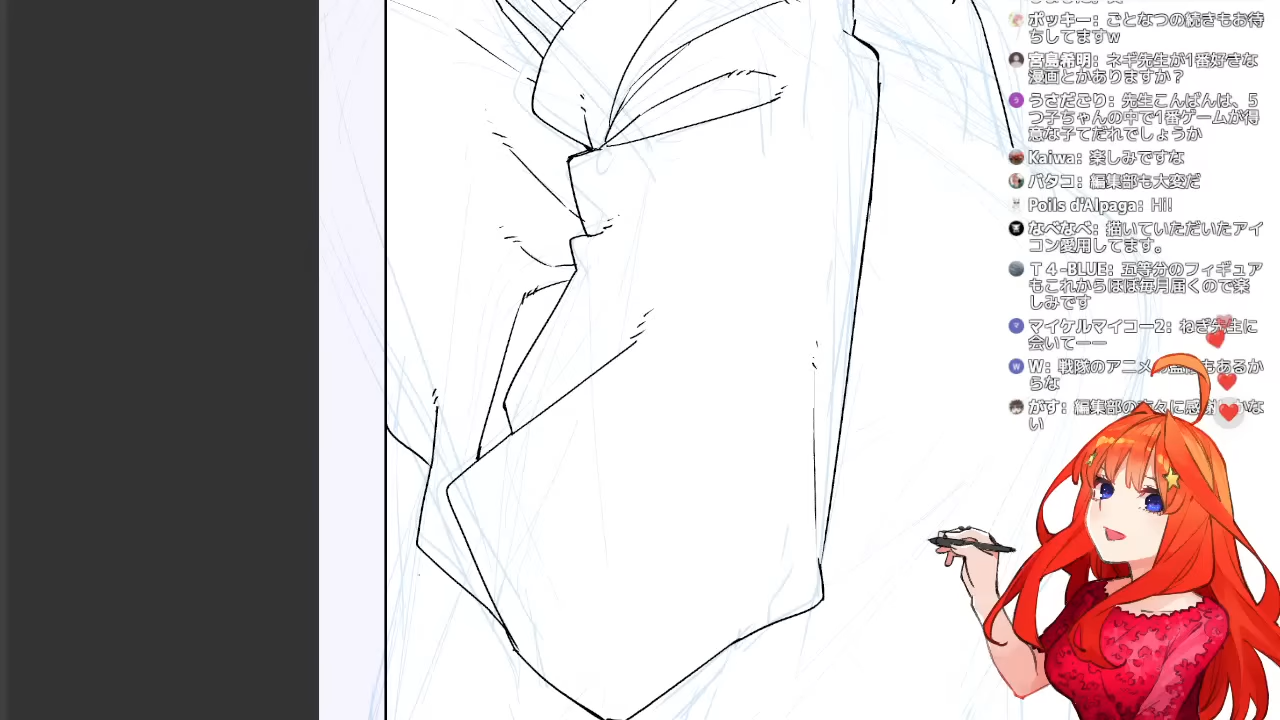 ポッキー: ごとなつの続きもお待
ちしてますw
宮島希明: ネギ先生が1番好きな
漫画とかありますか？
うさだごり: 先生こんばんは、5
つ子ちゃんの中で1番ゲームが得
意な子てだれでしょうか
Kaiwa: 楽しみですな
パタコ: 編集部も大変だ
Poils d'Alpaga: Hi!
なべなべ: 描いていただいたアイ
コン愛用してます。
T４-BLUE: 五等分のフィギュア
もこれからほぼ毎月届くので楽
しみです
マイケルマイコー2: ねぎ先生に
会いてーー
W: 戦隊のアニメの監修もあるか
らな
がす: 編集部の方々に感謝しかな
い